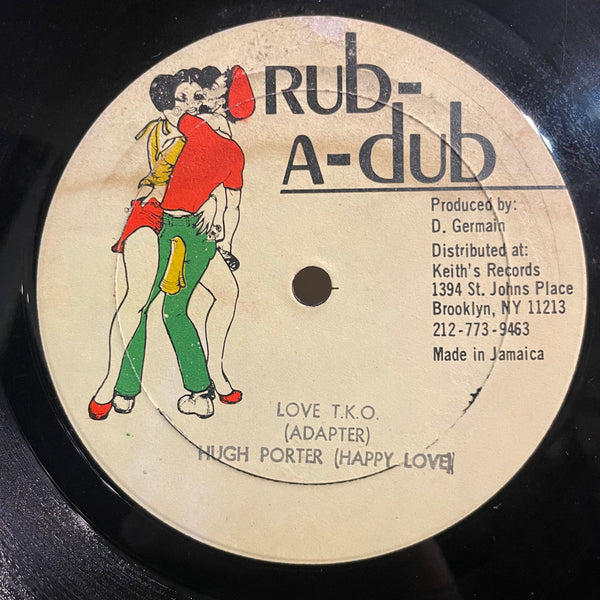 RUb-
A-dub
Produced by:
D. Germain
Distributed at:
Keith's Records
1394 St. Johns Place
Brooklyn, NY 11213
212-773-9463
Made in Jamaica
LOVE T.K.O.
(ADAPTER)
HUGH PORTER (HAPPY LOVE)